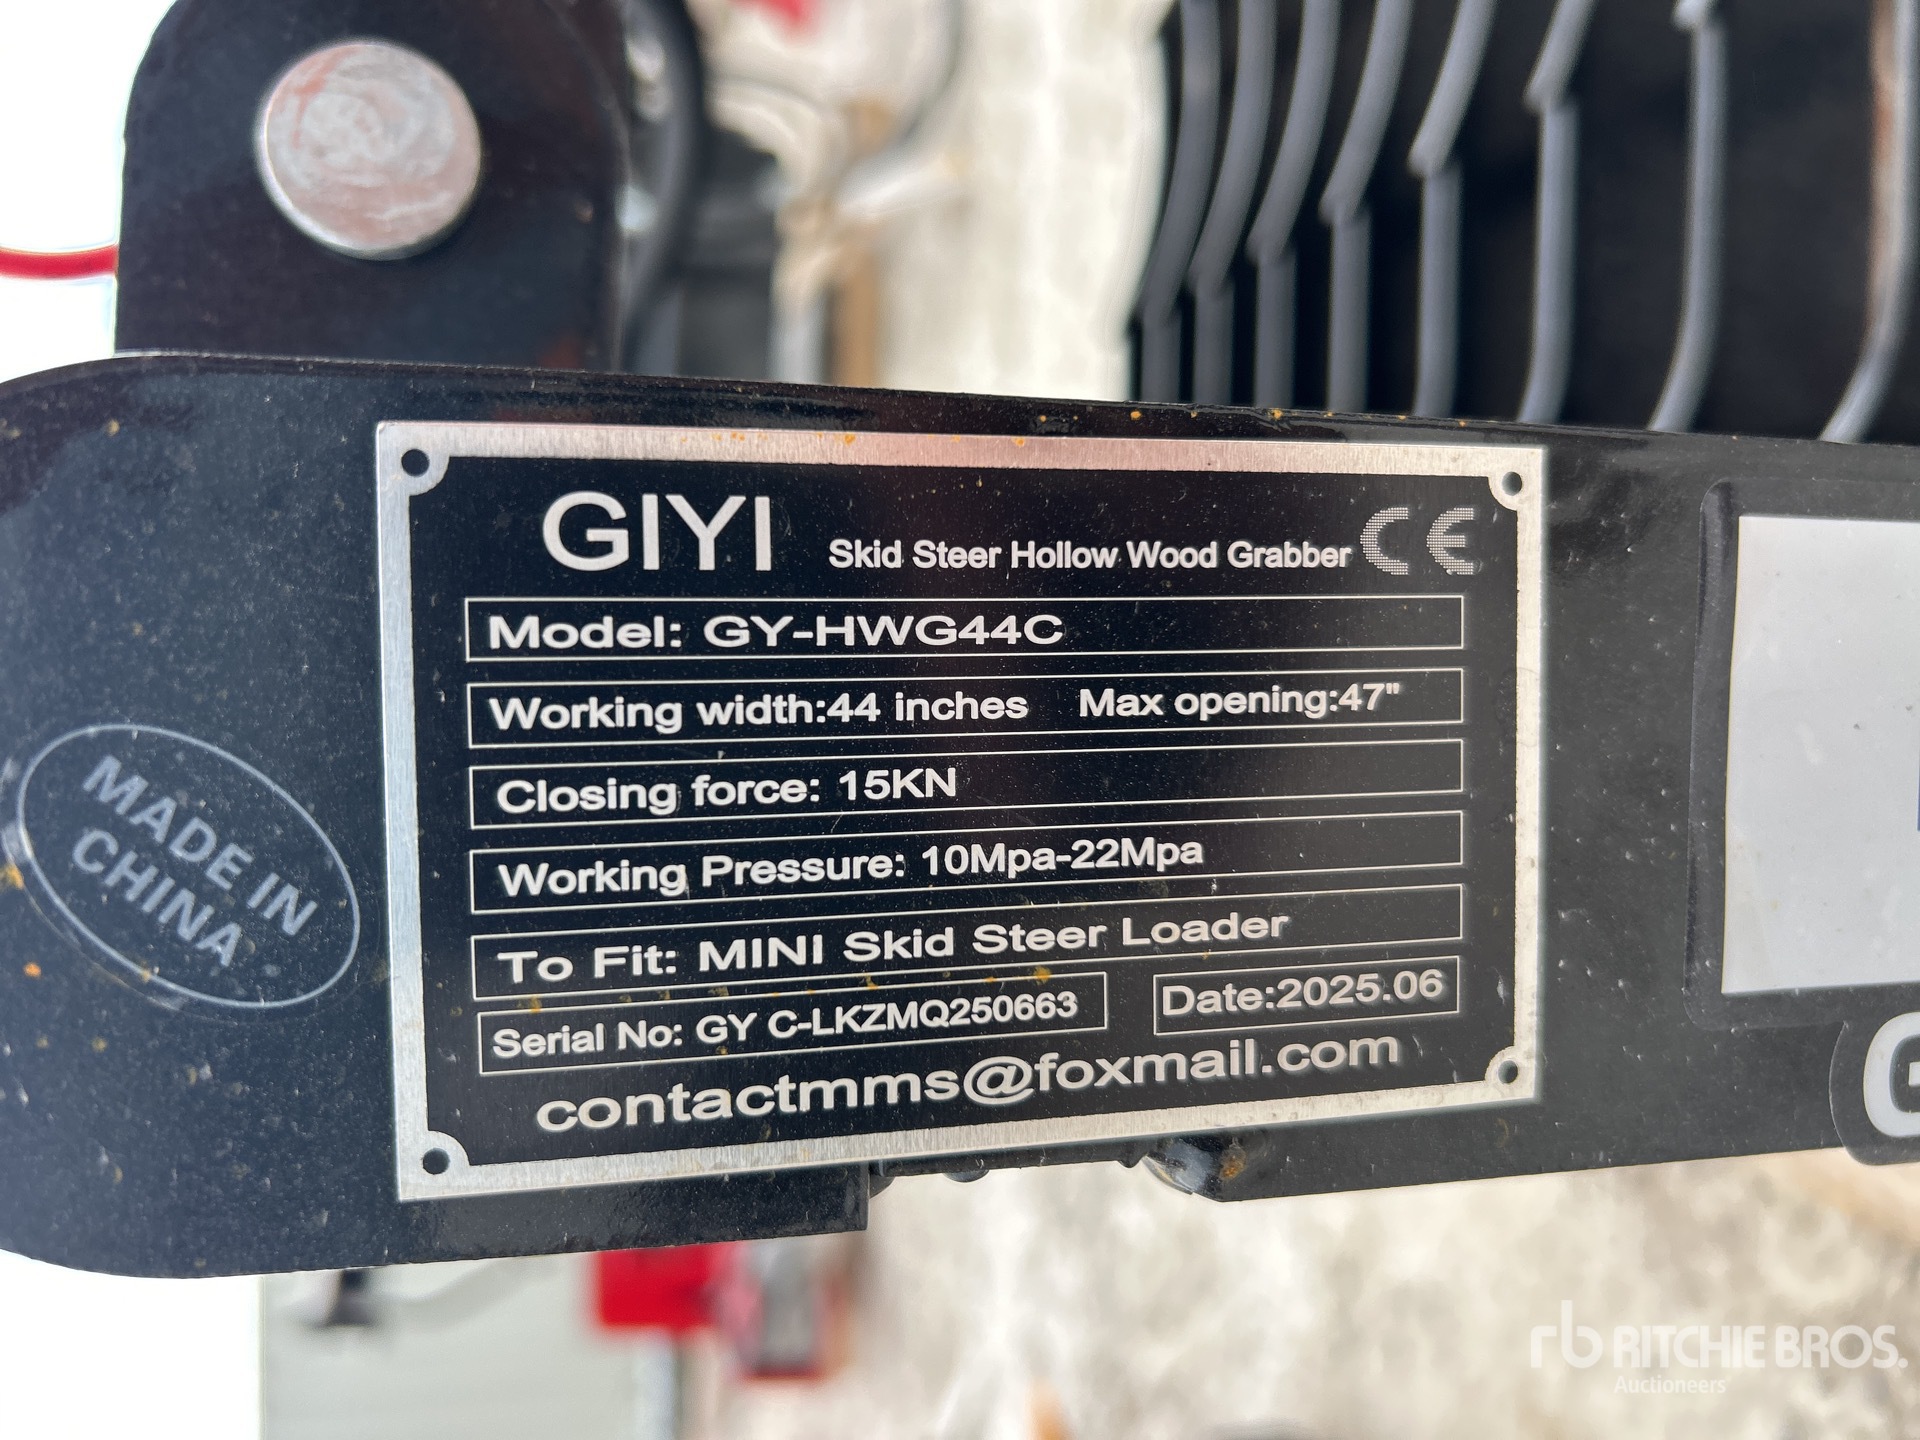 GIYI Skid Steer Hollow Wood Grabber CE
Model: GY-HWG44C
Working width:44 inches Max opening:47"
Closing force: 15KN
Working Pressure: 10Mpa-22Mpa
To Fit: MINI Skid Steer Loader
Serial No: GY C-LKZMQ250663 Date:2025.06
contactmms@foxmail.com
MADE IN
CHINA
G
rb RITCHIE BROS.
Auctioneers